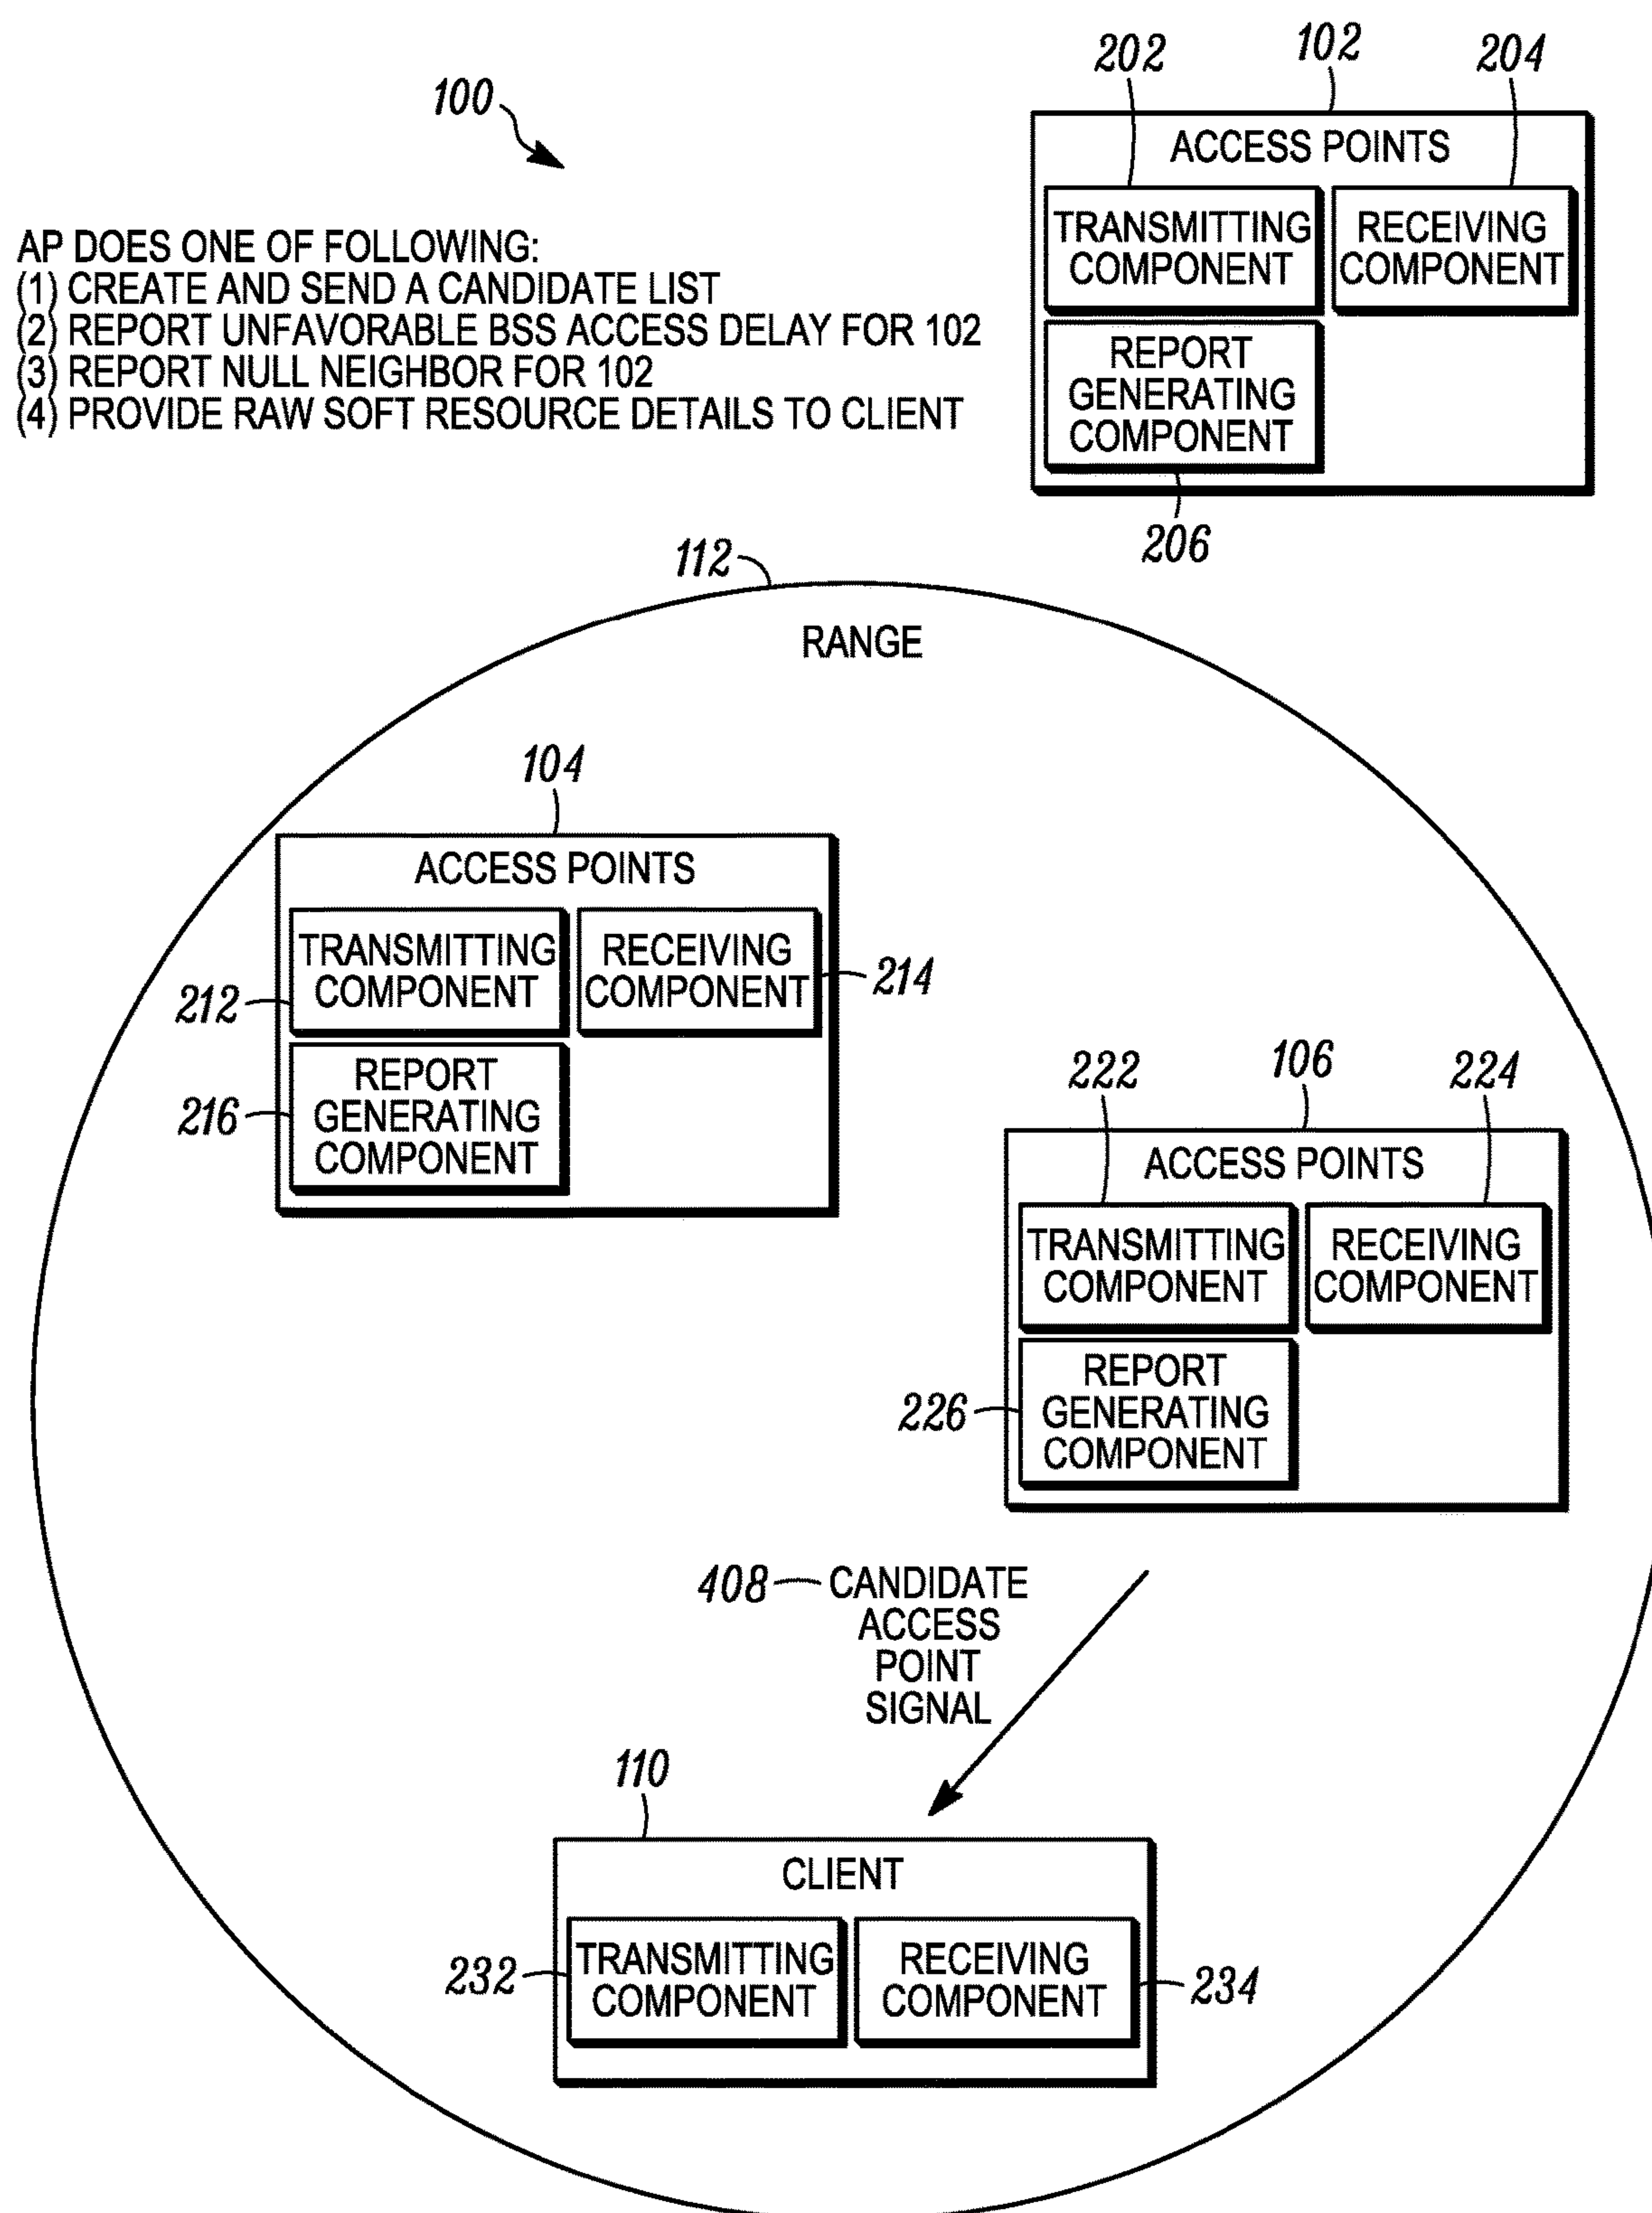 202
102
204
100
ACCESS POINTS
TRANSMITTING
COMPONENT
RECEIVING
COMPONENT
REPORT
GENERATING
COMPONENT
206
AP DOES ONE OF FOLLOWING:
(1) CREATE AND SEND A CANDIDATE LIST
(2) REPORT UNFAVORABLE BSS ACCESS DELAY FOR 102
(3) REPORT NULL NEIGHBOR FOR 102
(4) PROVIDE RAW SOFT RESOURCE DETAILS TO CLIENT
112
RANGE
104
ACCESS POINTS
TRANSMITTING
COMPONENT
212
RECEIVING
COMPONENT
214
REPORT
GENERATING
COMPONENT
216
222
106
224
ACCESS POINTS
TRANSMITTING
COMPONENT
RECEIVING
COMPONENT
REPORT
GENERATING
COMPONENT
226
408
CANDIDATE
ACCESS
POINT
SIGNAL
110
CLIENT
TRANSMITTING
COMPONENT
232
RECEIVING
COMPONENT
234